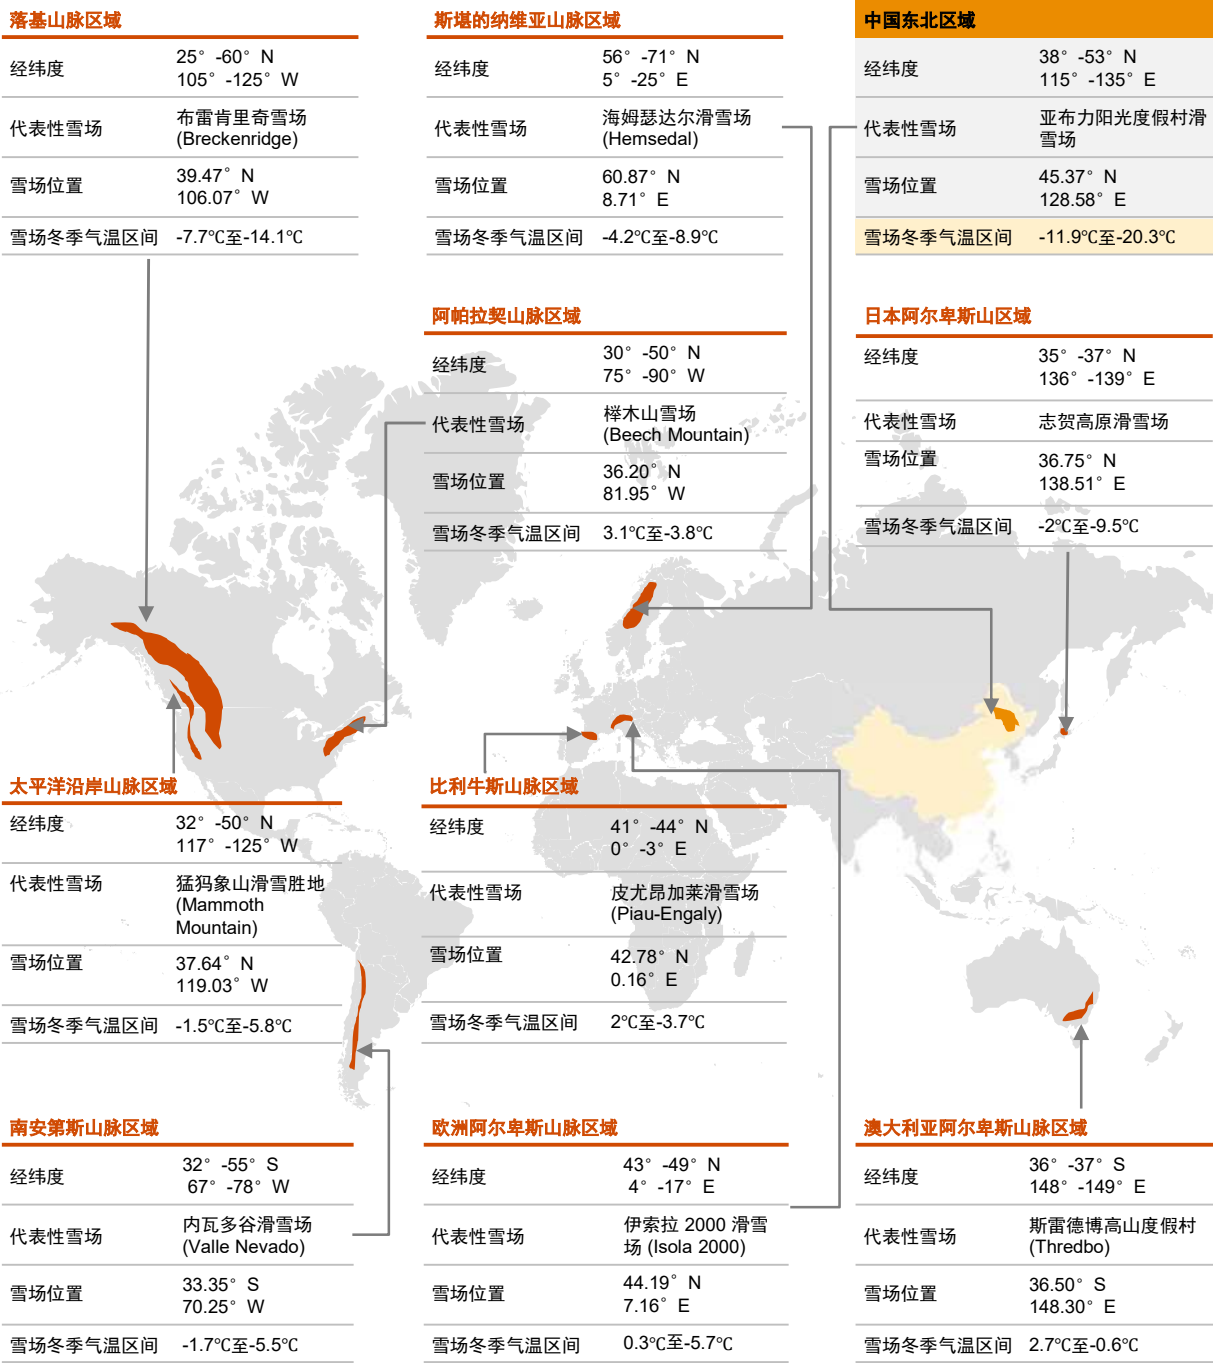 落基山脉区域
经纬度
25° -60° N
105° -125° W
代表性雪场
布雷肯里奇雪场
(Breckenridge)
雪场位置
39.47° N
106.07° W
雪场冬季气温区间
-7.7℃至-14.1℃
斯堪的纳维亚山脉区域
经纬度
56° -71° N
5° -25° E
代表性雪场
海姆瑟达尔滑雪场
(Hemsedal)
雪场位置
60.87° N
8.71° E
雪场冬季气温区间
-4.2℃至-8.9℃
中国东北区域
经纬度
38° -53° N
115° -135° E
代表性雪场
亚布力阳光度假村滑
雪场
雪场位置
45.37° N
128.58° E
雪场冬季气温区间
-11.9℃至-20.3℃
阿帕拉契山脉区域
经纬度
30° -50° N
75° -90° W
代表性雪场
榉木山雪场
(Beech Mountain)
雪场位置
36.20° N
81.95° W
雪场冬季气温区间
3.1℃至-3.8℃
日本阿尔卑斯山区域
经纬度
35° -37° N
136° -139° E
代表性雪场
志贺高原滑雪场
雪场位置
36.75° N
138.51° E
雪场冬季气温区间
-2℃至-9.5℃
太平洋沿岸山脉区域
经纬度
32° -50° N
117° -125° W
代表性雪场
猛犸象山滑雪胜地
(Mammoth
Mountain)
雪场位置
37.64° N
119.03° W
雪场冬季气温区间
-1.5℃至-5.8℃
比利牛斯山脉区域
经纬度
41° -44° N
0° -3° E
代表性雪场
皮尤昂加莱滑雪场
(Piau-Engaly)
雪场位置
42.78° N
0.16° E
雪场冬季气温区间
2℃至-3.7℃
南安第斯山脉区域
经纬度
32° -55° S
67° -78° W
代表性雪场
内瓦多谷滑雪场
(Valle Nevado)
雪场位置
33.35° S
70.25° W
雪场冬季气温区间
-1.7℃至-5.5℃
欧洲阿尔卑斯山脉区域
经纬度
43° -49° N
4° -17° E
代表性雪场
伊索拉 2000 滑雪
场 (Isola 2000)
雪场位置
44.19° N
7.16° E
雪场冬季气温区间
0.3℃至-5.7℃
澳大利亚阿尔卑斯山脉区域
经纬度
36° -37° S
148° -149° E
代表性雪场
斯雷德博高山度假村
(Thredbo)
雪场位置
36.50° S
148.30° E
雪场冬季气温区间
2.7℃至-0.6℃